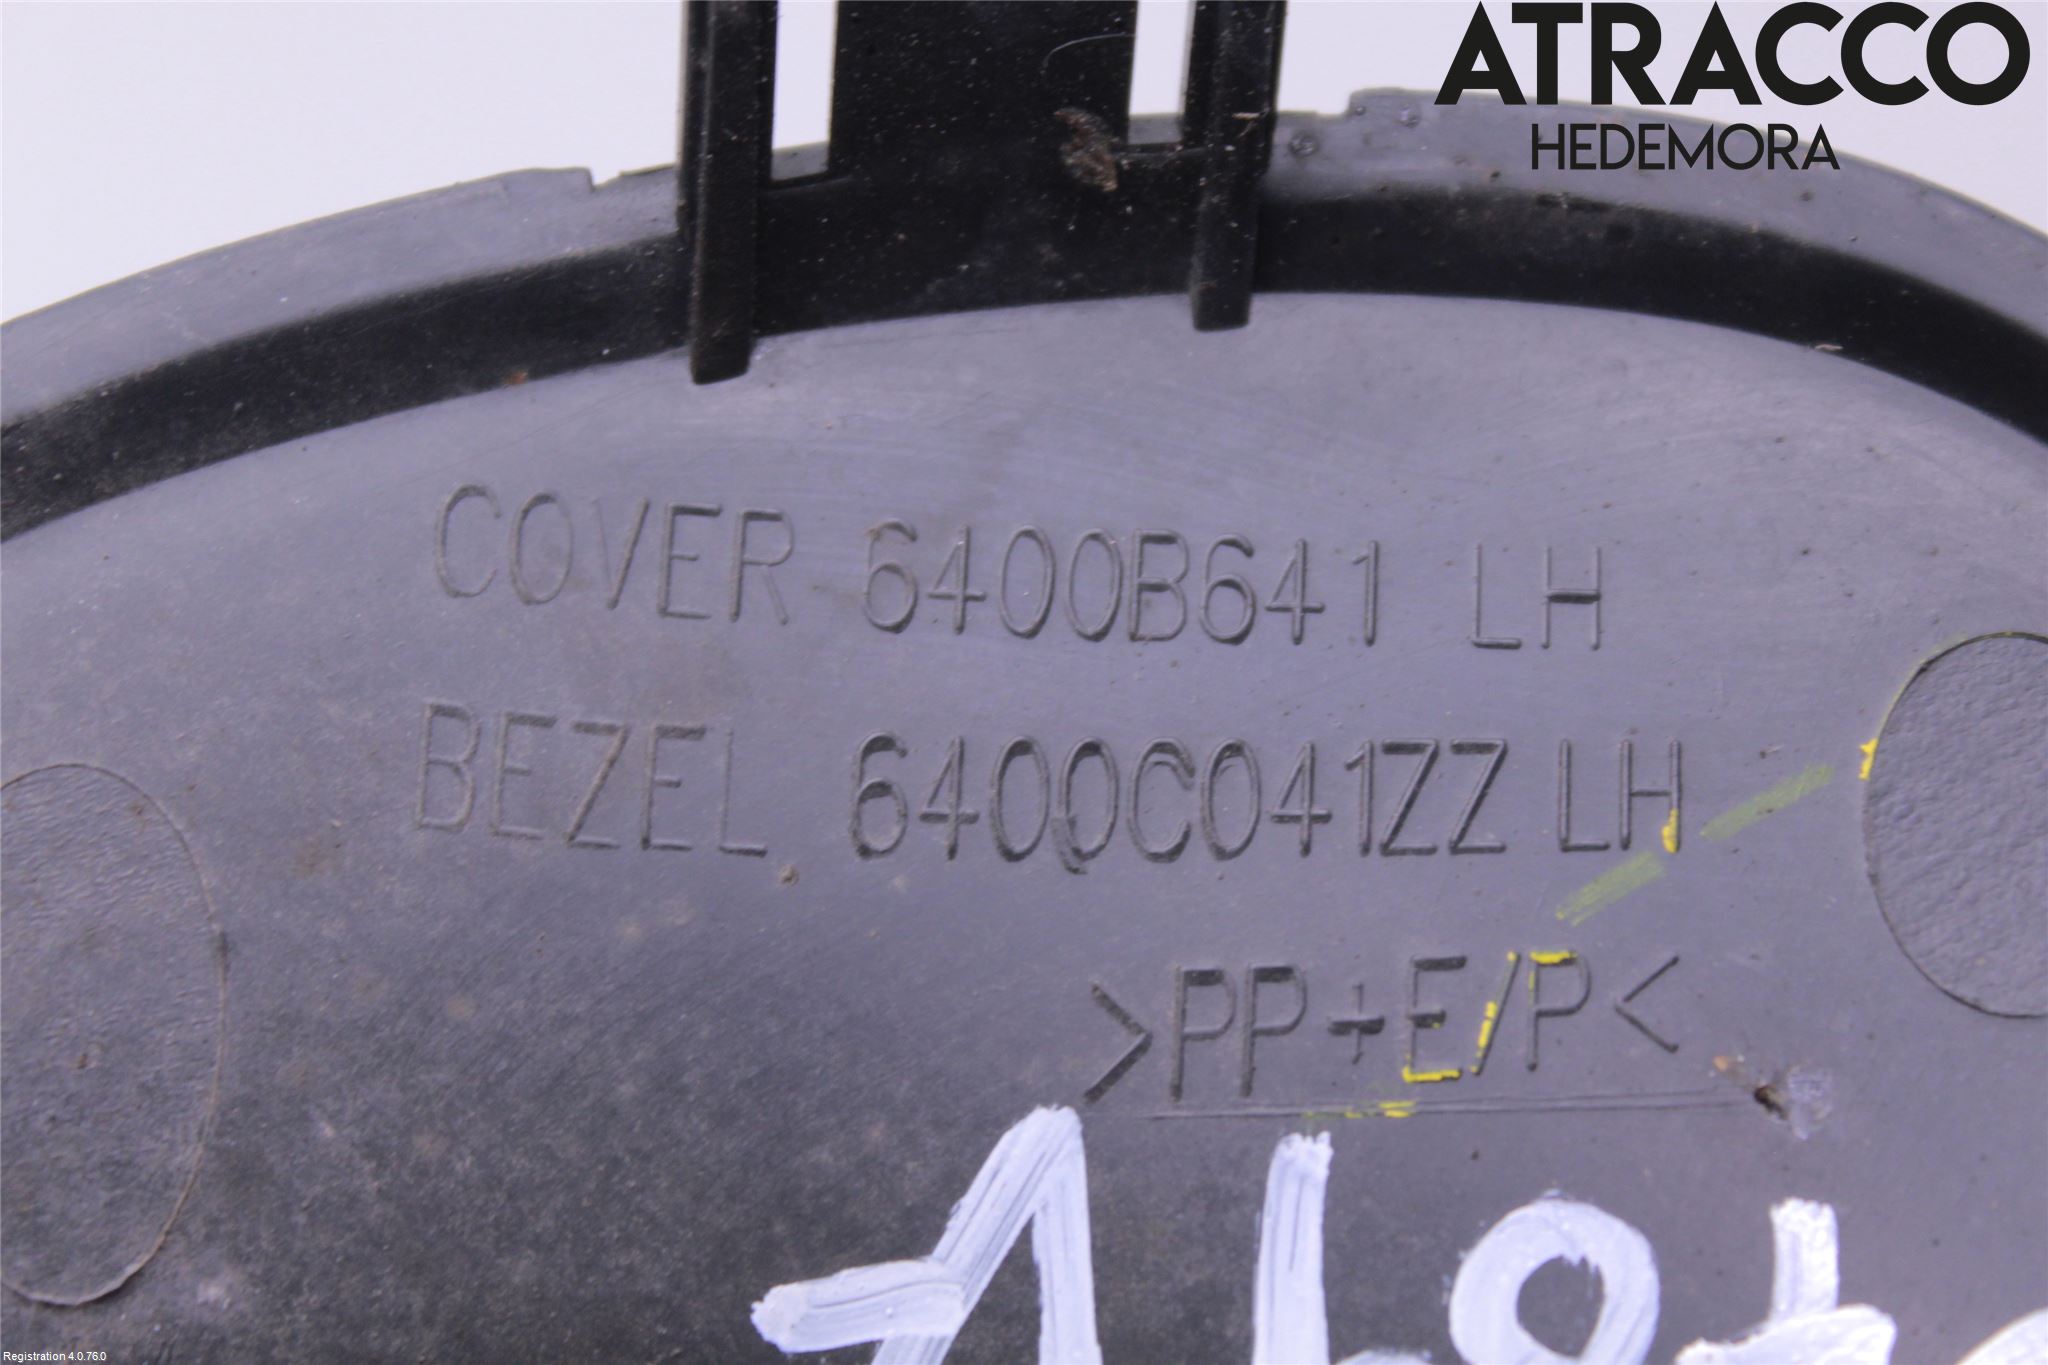 ATRACCO
HEDEMORA
COVER 6400B641 LH
BEZEL 6400C041ZZ LH
>PP+E/P<
Registration 4.0.76.0